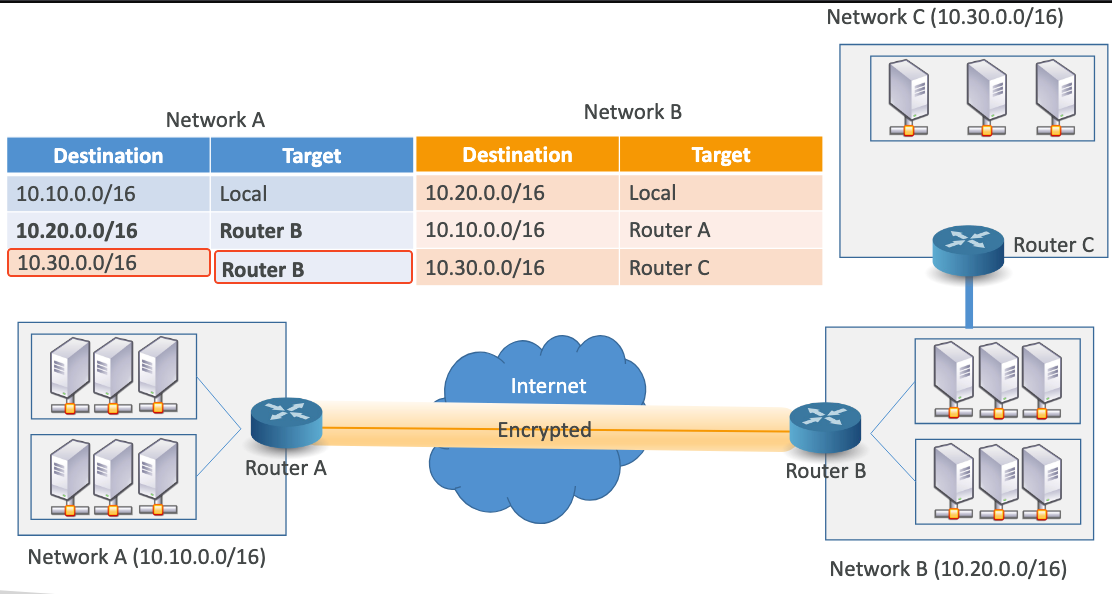 Network C (10.30.0.0/16)
Network A
Network B
Destination Target Destination Target
10.10.0.0/16 Local 10.20.0.0/16 Local
10.20.0.0/16 Router B 10.10.0.0/16 Router A
10.30.0.0/16 Router B 10.30.0.0/16 Router C
Router C
Internet
Encrypted
Router A
Router B
Network A (10.10.0.0/16)
Network B (10.20.0.0/16)